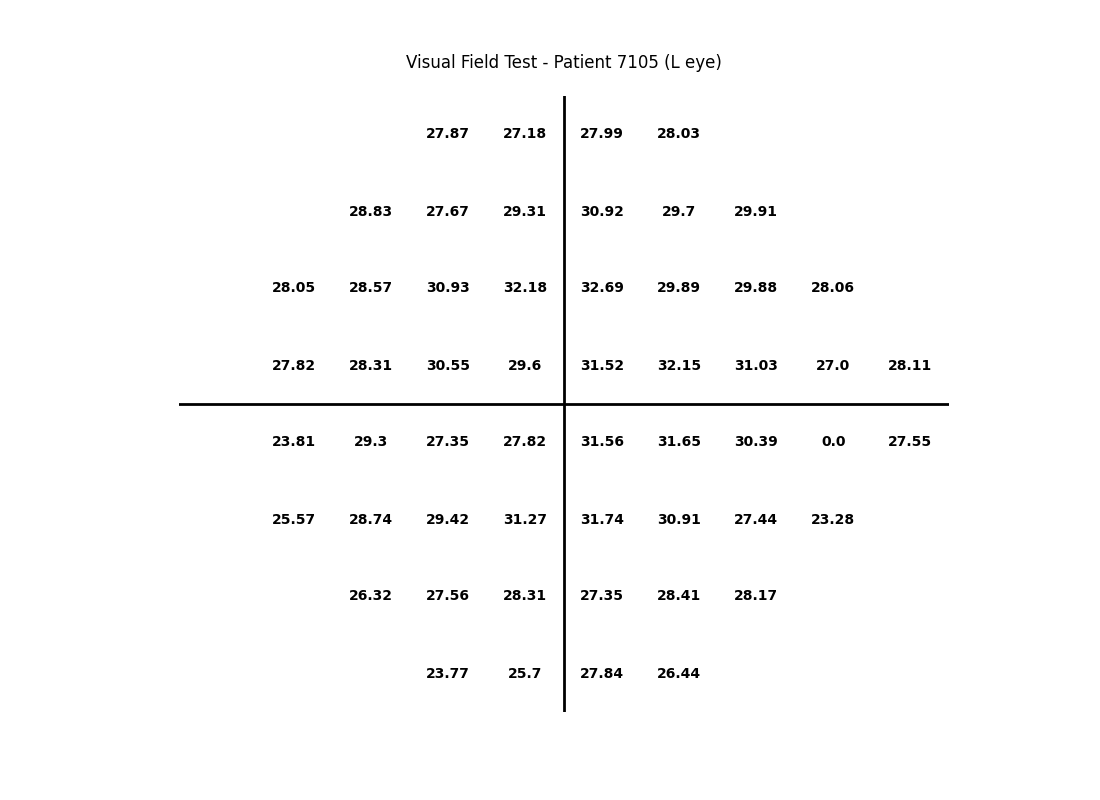 Visual Field Test - Patient 7105 (L eye)
27.87 27.18 27.99 28.03
28.83 27.67 29.31 30.92 29.7 29.91
28.05 28.57 30.93 32.18 32.69 29.89 29.88 28.06
27.82 28.31 30.55 29.6 31.52 32.15 31.03 27.0 28.11
23.81 29.3 27.35 27.82 31.56 31.65 30.39 0.0 27.55
25.57 28.74 29.42 31.27 31.74 30.91 27.44 23.28
26.32 27.56 28.31 27.35 28.41 28.17
23.77 25.7 27.84 26.44